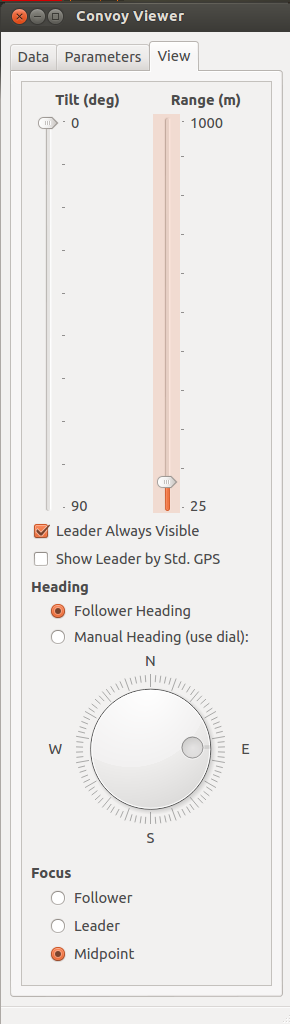 Convoy Viewer
Data Parameters View
Tilt (deg) Range (m)
0 1000
90 25
Leader Always Visible
Show Leader by Std. GPS
Heading
Follower Heading
Manual Heading (use dial):
N
W E
S
Focus
Follower
Leader
Midpoint